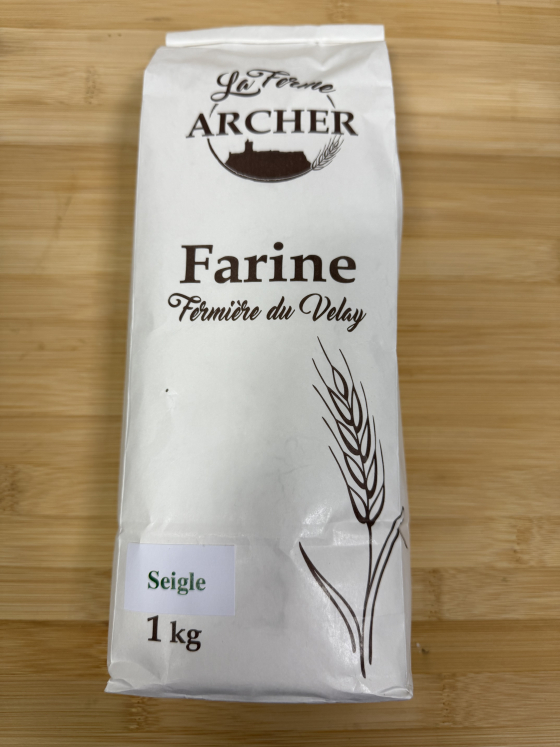 La Ferme
ARCHER
Farine
Fermière du Velay
Seigle
1 kg